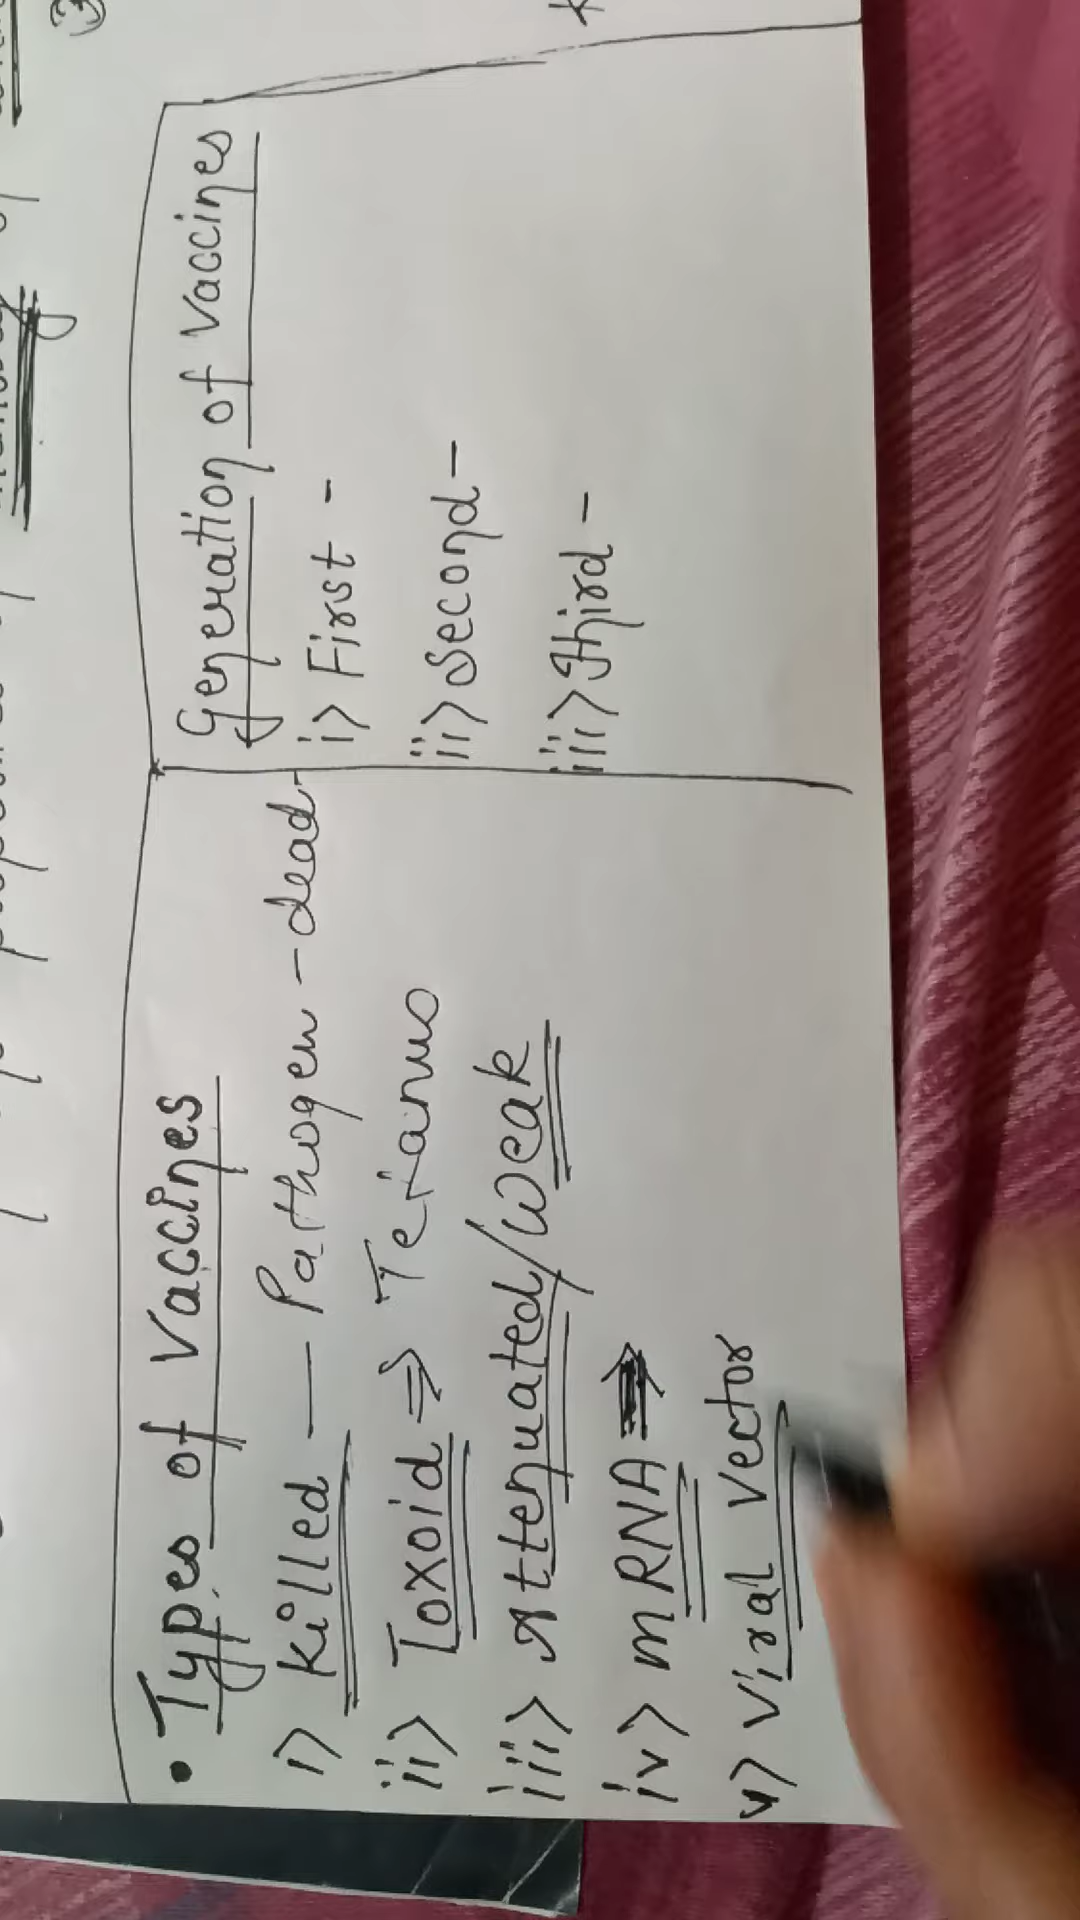 • Types of Vaccines
i> Killed — Pathogen - dead-
ii> Toxoid ⇒ Tetanus
iii> Attenuated/Weak
iv> mRNA ⇒
v> Viral Vector
Generation of Vaccines
i> First -
ii> Second-
iii> Third -